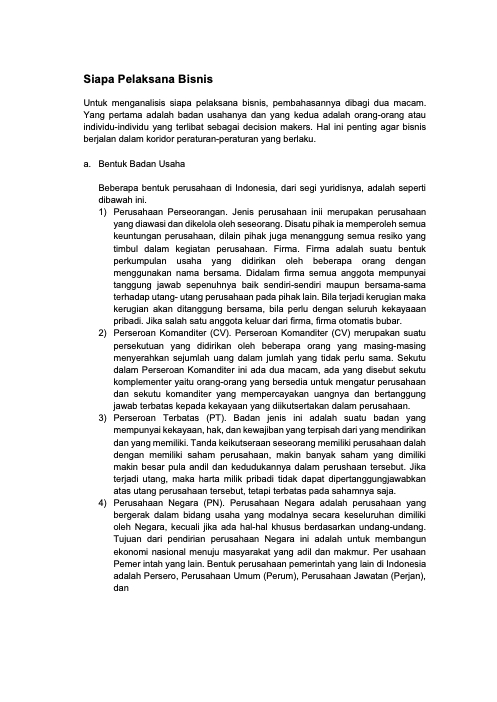 Siapa Pelaksana Bisnis
Untuk menganalisis siapa pelaksana bisnis, pembahasannya dibagi dua macam.
Yang pertama adalah badan usahanya dan yang kedua adalah orang-orang atau
individu-individu yang terlibat sebagai decision makers. Hal ini penting agar bisnis
berjalan dalam koridor peraturan-peraturan yang berlaku.
a. Bentuk Badan Usaha
Beberapa bentuk perusahaan di Indonesia, dari segi yuridisnya, adalah seperti
dibawah ini.
1) Perusahaan Perseorangan. Jenis perusahaan inii merupakan perusahaan
yang diawasi dan dikelola oleh seseorang. Disatu pihak ia memperoleh semua
keuntungan perusahaan, dilain pihak juga menanggung semua resiko yang
timbul dalam kegiatan perusahaan. Firma. Firma adalah suatu bentuk
perkumpulan usaha yang didirikan oleh beberapa orang dengan
menggunakan nama bersama. Didalam firma semua anggota mempunyai
tanggung jawab sepenuhnya baik sendiri-sendiri maupun bersama-sama
terhadap utang- utang perusahaan pada pihak lain. Bila terjadi kerugian maka
kerugian akan ditanggung bersama, bila perlu dengan seluruh kekayaaan
pribadi. Jika salah satu anggota keluar dari firma, firma otomatis bubar.
2) Perseroan Komanditer (CV). Perseroan Komanditer (CV) merupakan suatu
persekutuan yang didirikan oleh beberapa orang yang masing-masing
menyerahkan sejumlah uang dalam jumlah yang tidak perlu sama. Sekutu
dalam Perseroan Komanditer ini ada dua macam, ada yang disebut sekutu
komplementer yaitu orang-orang yang bersedia untuk mengatur perusahaan
dan sekutu komanditer yang mempercayakan uangnya dan bertanggung
jawab terbatas kepada kekayaan yang diikutsertakan dalam perusahaan.
3) Perseroan Terbatas (PT). Badan jenis ini adalah suatu badan yang
mempunyai kekayaan, hak, dan kewajiban yang terpisah dari yang mendirikan
dan yang memiliki. Tanda keikutseraan seseorang memiliki perusahaan dalah
dengan memiliki saham perusahaan, makin banyak saham yang dimiliki
makin besar pula andil dan kedudukannya dalam perushaan tersebut. Jika
terjadi utang, maka harta milik pribadi tidak dapat dipertanggungjawabkan
atas utang perusahaan tersebut, tetapi terbatas pada sahamnya saja.
4) Perusahaan Negara (PN). Perusahaan Negara adalah perusahaan yang
bergerak dalam bidang usaha yang modalnya secara keseluruhan dimiliki
oleh Negara, kecuali jika ada hal-hal khusus berdasarkan undang-undang.
Tujuan dari pendirian perusahaan Negara ini adalah untuk membangun
ekonomi nasional menuju masyarakat yang adil dan makmur. Per usahaan
Pemer intah yang lain. Bentuk perusahaan pemerintah yang lain di Indonesia
adalah Persero, Perusahaan Umum (Perum), Perusahaan Jawatan (Perjan),
dan